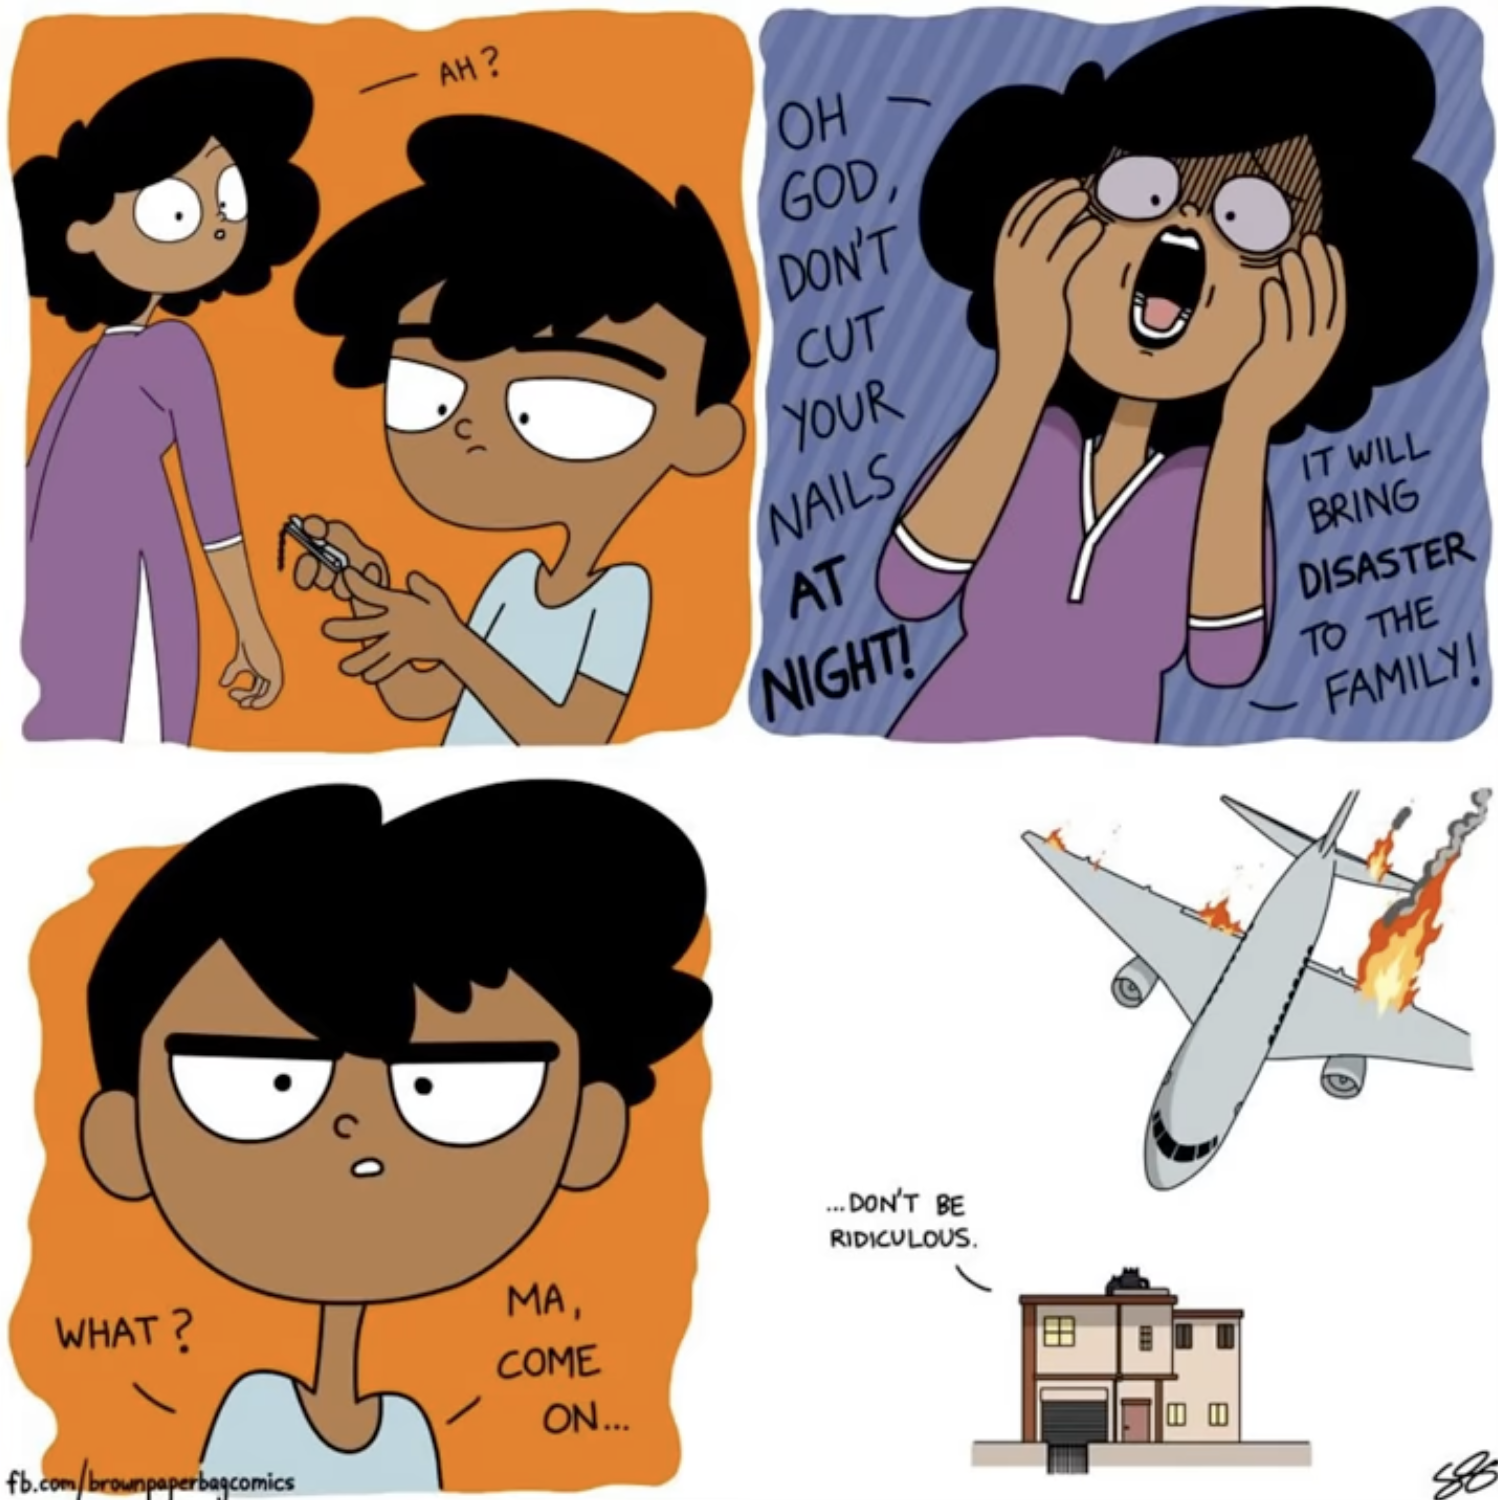 AH?
OH
GOD,
DON'T
CUT
YOUR
NAILS
AT
NIGHT!
IT WILL
BRING
DISASTER
TO THE
FAMILY!
WHAT?
MA,
COME
ON...
...DON'T BE
RIDICULOUS.
fb.com/brownpaperbagcomics